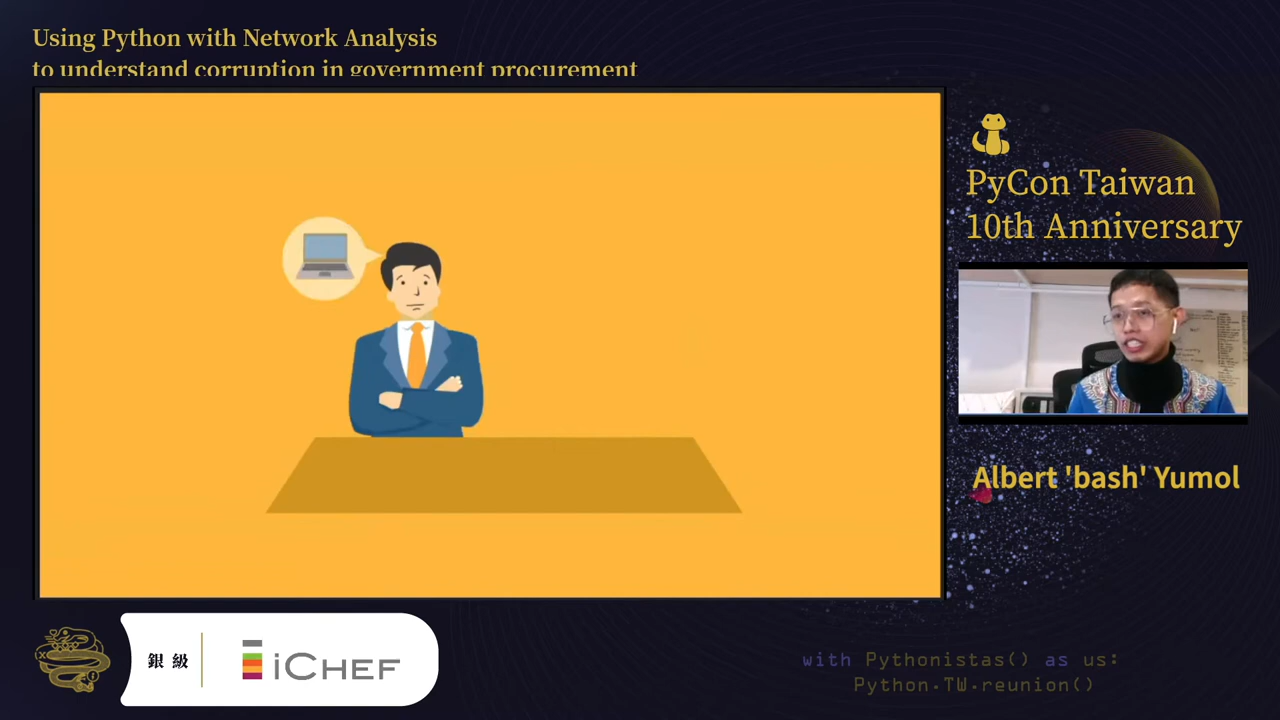 Using Python with Network Analysis
to understand corruption in government procurement
PyCon Taiwan
10th Anniversary
Albert 'bash' Yumol
銀級
iCHEF
with Pythonistas() as us:
Python.TW.reunion()